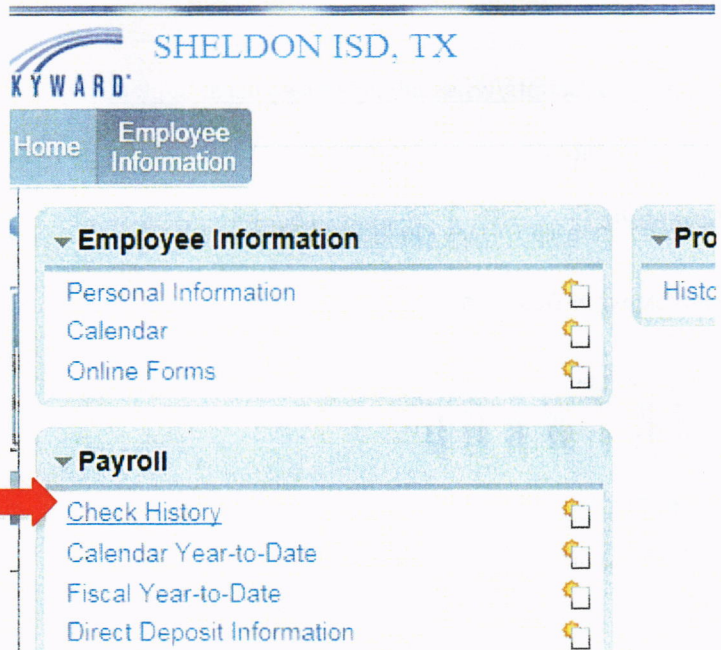 SHELDON ISD, TX
KYWARD
Home
Employee
Information
Employee Information
Personal Information
Calendar
Online Forms
Pro
Histo
Payroll
Check History
Calendar Year-to-Date
Fiscal Year-to-Date
Direct Deposit Information